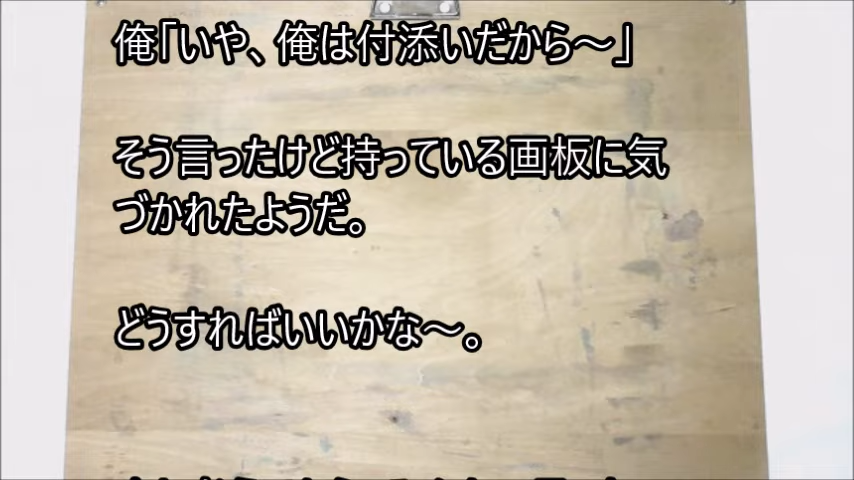 俺「いや、俺は付添いだから～」
そう言ったけど持っている画板に気
づかれたようだ。
どうすればいいかな～。